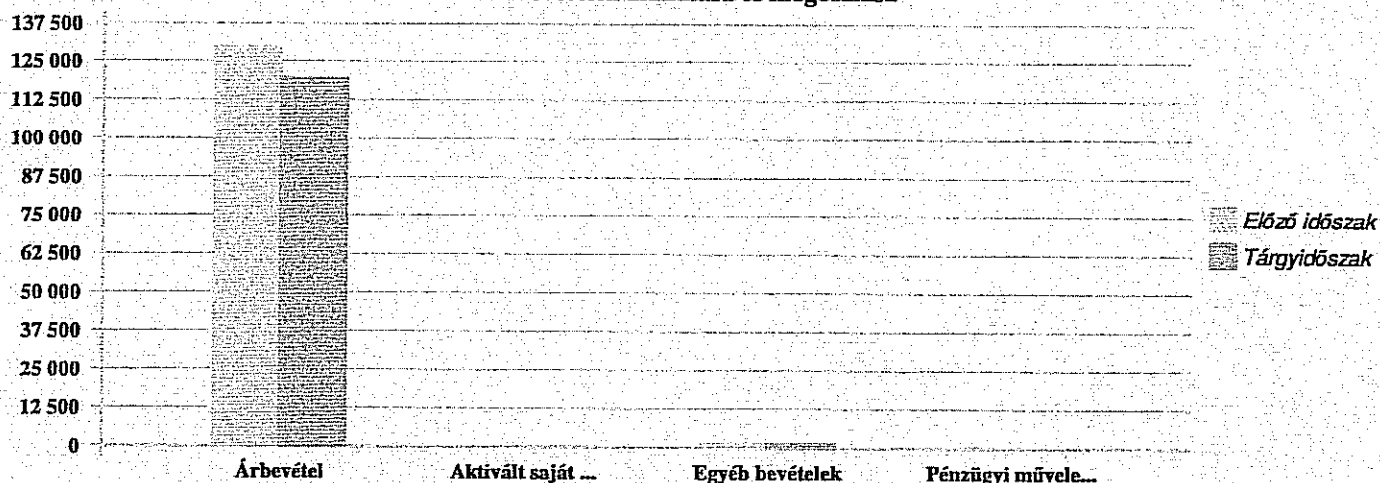 137 500
125 000
112 500
100 000
87 500
75 000
62 500
50 000
37 500
25 000
12 500
0
Árbevétel
Aktivált saját ...
Egyéb bevételek
Pénzügyi művele...
Előző időszak
Tárgyidőszak